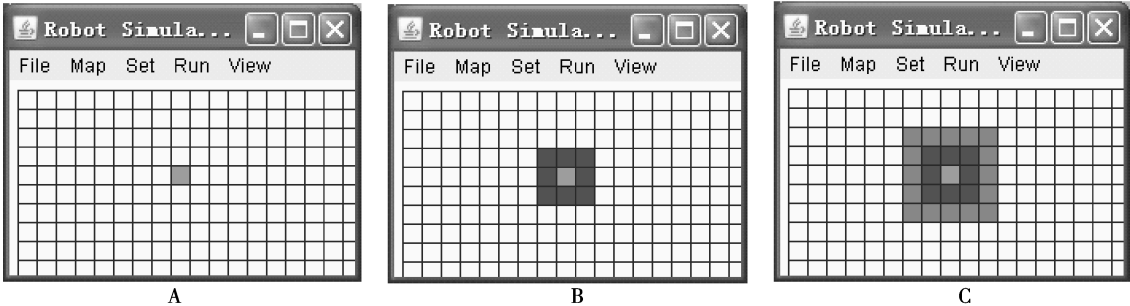 Robot Simula...
File Map Set Run View
A
Robot Simula...
File Map Set Run View
B
Robot Simula...
File Map Set Run View
C